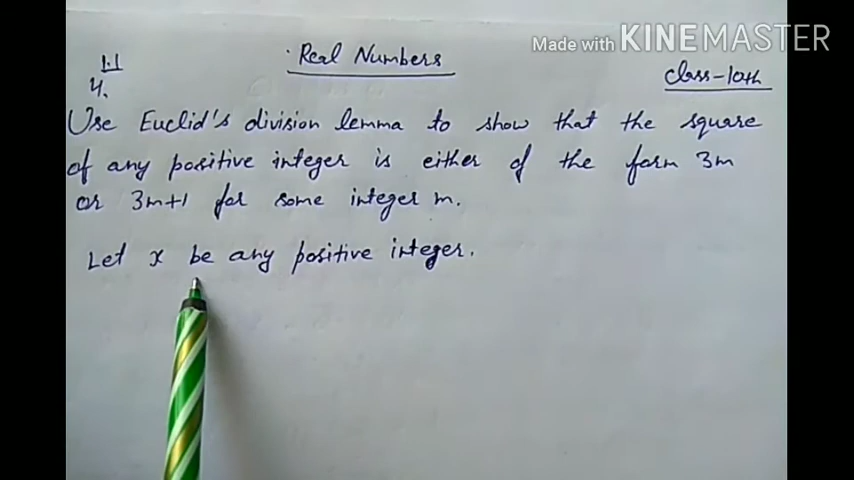 Made with KINEMASTER
1.1
Real Numbers
Class-10th
4.
Use Euclid's division lemma to show that the square
of any positive integer is either of the form 3m
or 3m+1 for some integer m.
Let x be any positive integer.